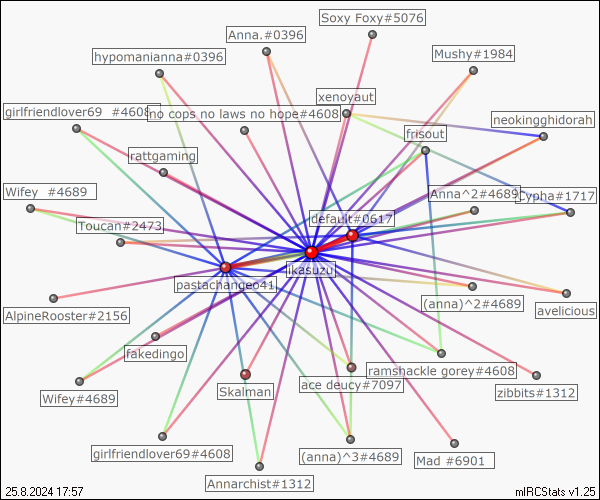 Soxy Foxy#5076
Anna.#0396
hypomanianna#0396
Mushy#1984
xenoyaut
girlfriendlover69 #4608
no cops no laws no hope#4608
neokingghidorah
frisout
rattgaming
Wifey #4689
Anna^2#4689
Lypha#1717
Toucan#2473
default#0617
ikasuzu
pastachangeo41
AlpineRooster#2156
(anna)^2#4689
avelicious
fakedingo
ramshackle gorey#4608
Wifey#4689
Skalman
ace deucy#7097
zibbits#1312
girlfriendlover69#4608
(anna)^3#4689
Mad #6901
Annarchist#1312
25.8.2024 17:57
mIRCStats v1.25